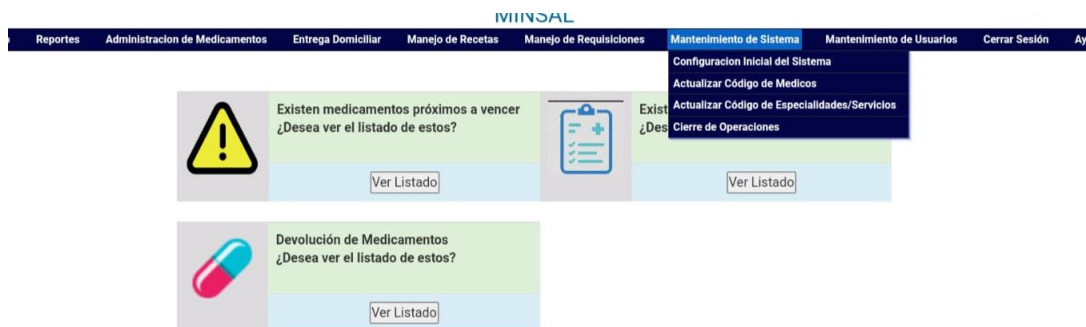 MINSAL
Reportes Administracion de Medicamentos Entrega Domiciliar Manejo de Recetas Manejo de Requisiciones Mantenimiento de Sistema Mantenimiento de Usuarios Cerrar Sesión
Configuracion Inicial del Sistema
Actualizar Código de Medicos
Actualizar Código de Especialidades/Servicios
Cierre de Operaciones
Existen medicamentos próximos a vencer
¿Desea ver el listado de estos?
Ver Listado
Ver Listado
Devolución de Medicamentos
¿Desea ver el listado de estos?
Ver Listado